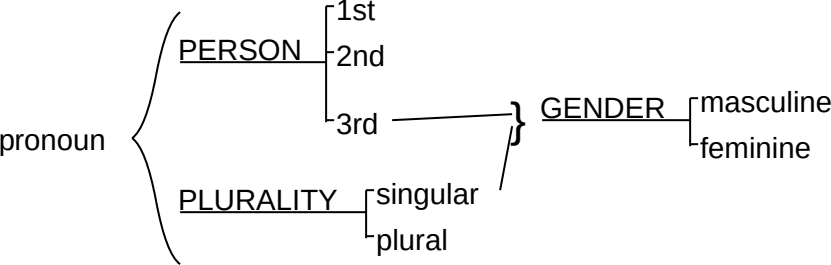 pronoun
PERSON
1st
2nd
3rd
PLURALITY
singular
plural
GENDER
masculine
feminine